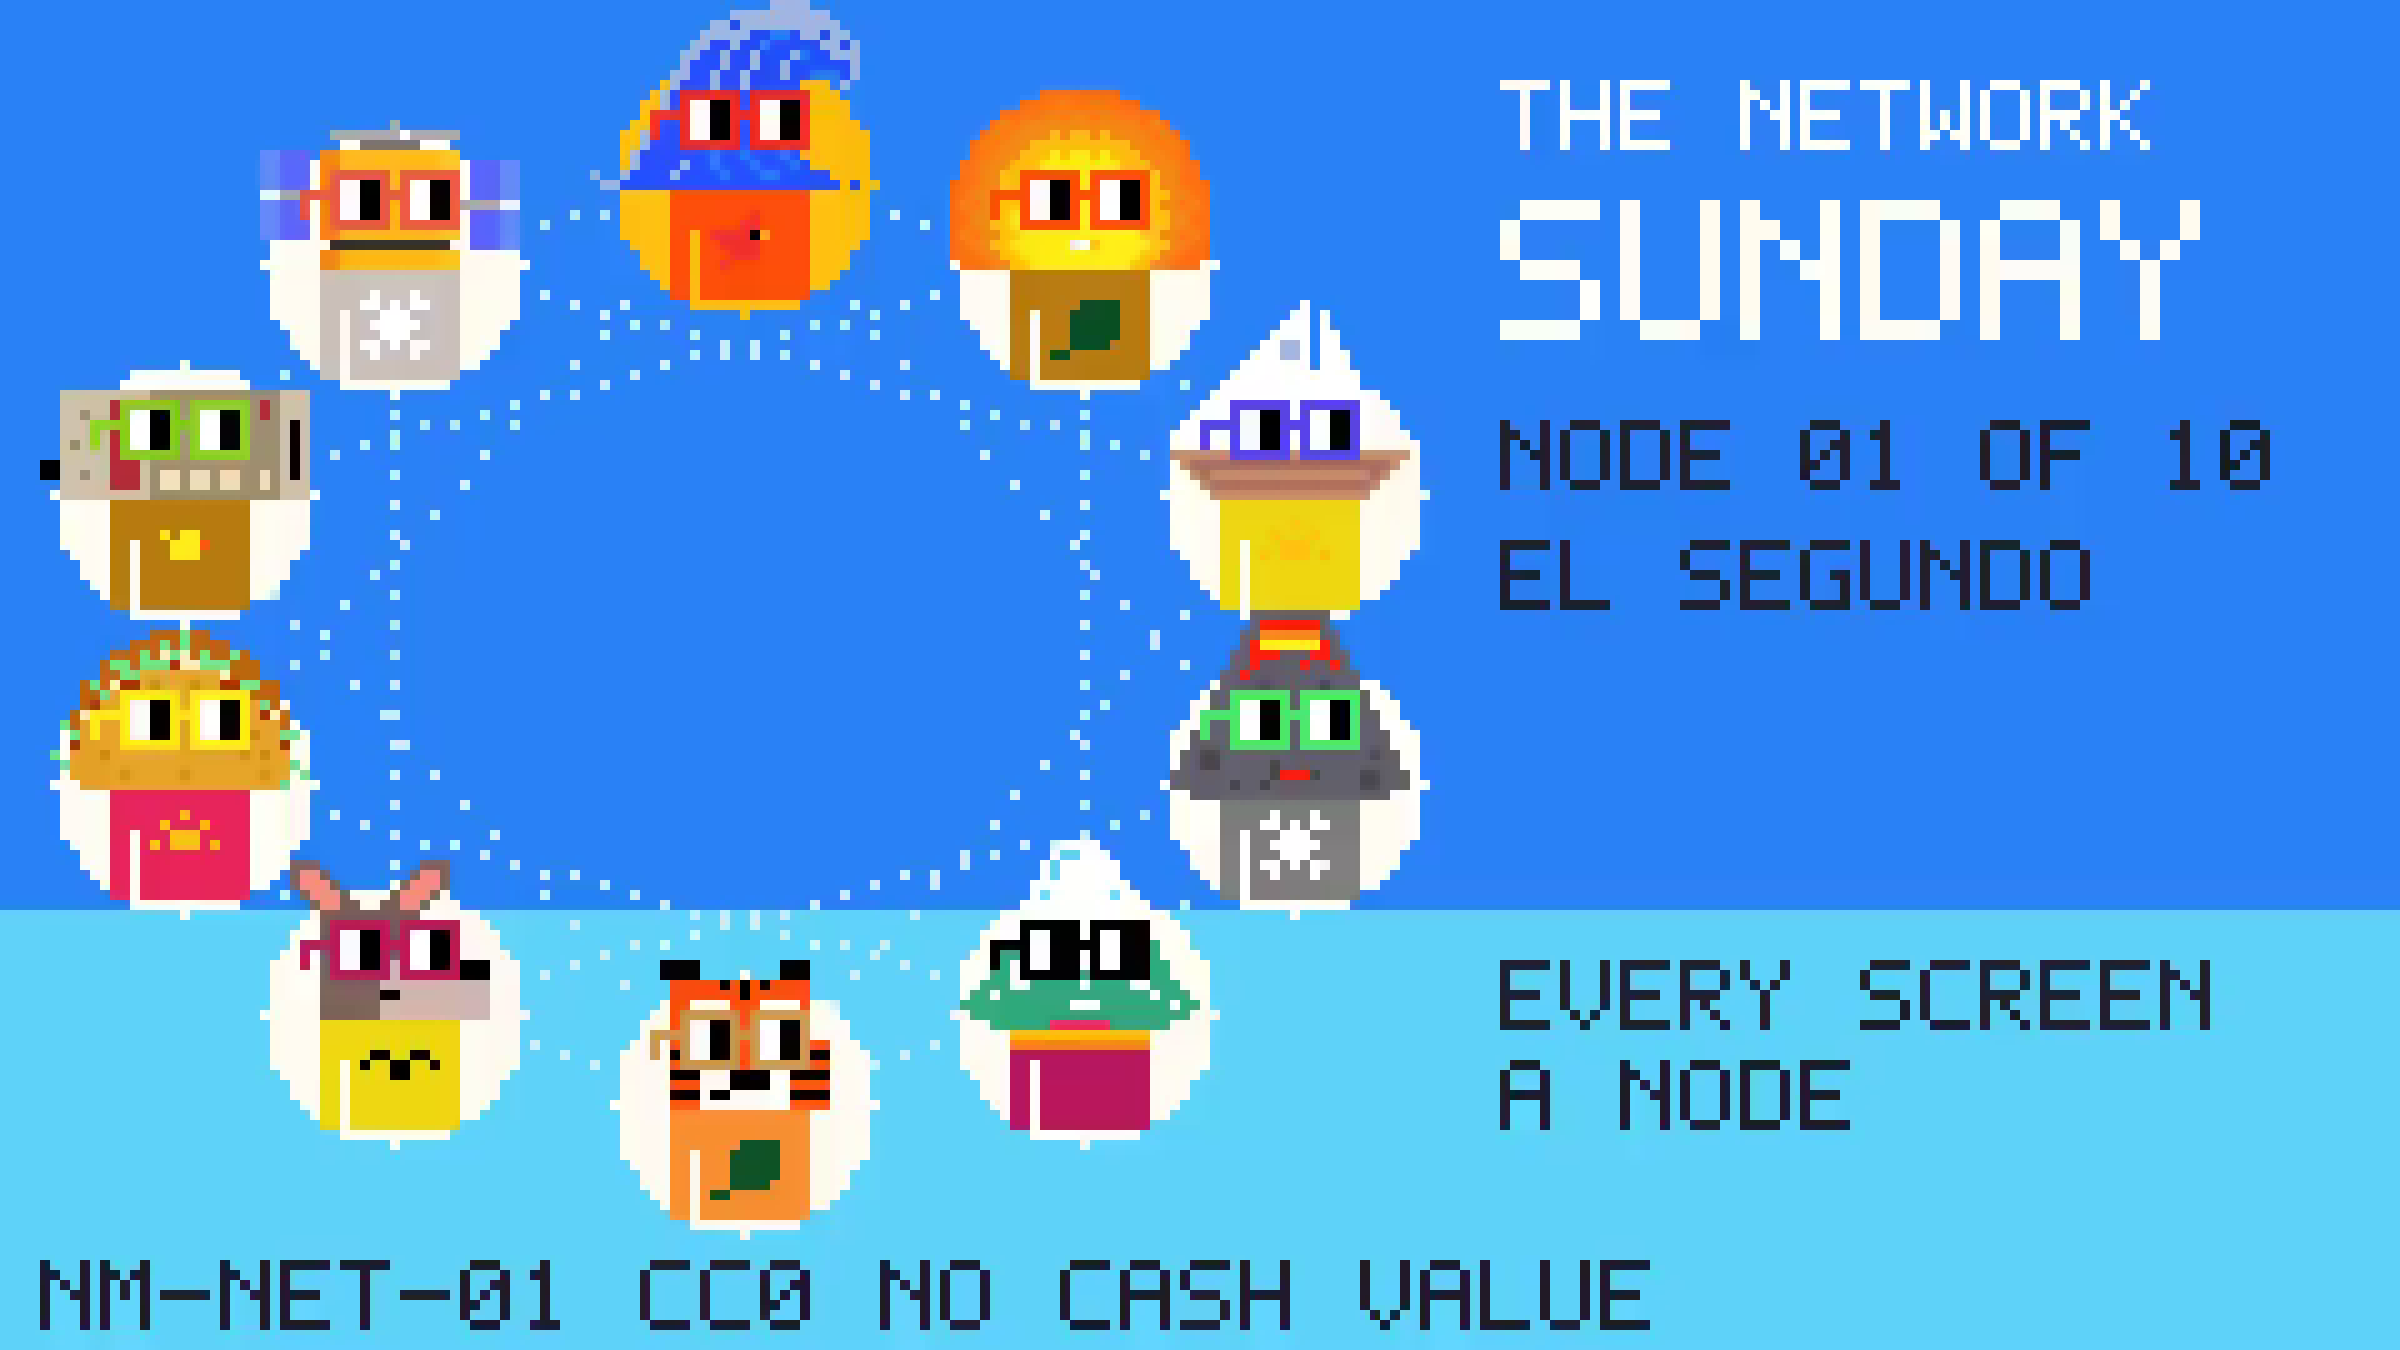 THE NETWORK
SUNDAY
NODE 01 OF 10
EL SEGUNDO
EVERY SCREEN
A NODE
NM-NET-01 CC0 NO CASH VALUE